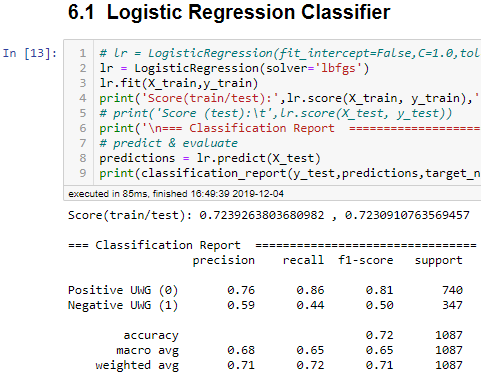 6.1 Logistic Regression Classifier
In [13]:
1 # lr = LogisticRegression(fit_intercept=False,C=1.0,tol
2 lr = LogisticRegression(solver='lbfgs')
3 lr.fit(X_train,y_train)
4 print('Score(train/test):',lr.score(X_train, y_train),'
5 # print('Score (test):\t',lr.score(X_test, y_test))
6 print('\n=== Classification Report ===================
7 # predict & evaluate
8 predictions = lr.predict(X_test)
9 print(classification_report(y_test,predictions,target_n
executed in 85ms, finished 16:49:39 2019-12-04
Score(train/test): 0.7239263803680982 , 0.7230910763569457
=== Classification Report ===============================
precision recall f1-score support
Positive UWG (0) 0.76 0.86 0.81 740
Negative UWG (1) 0.59 0.44 0.50 347
accuracy 0.72 1087
macro avg 0.68 0.65 0.65 1087
weighted avg 0.71 0.72 0.71 1087